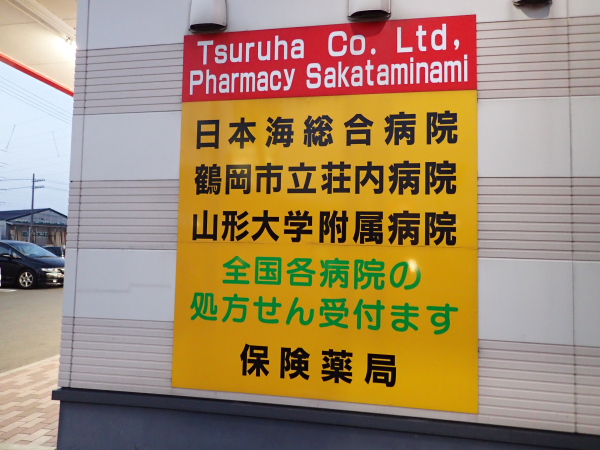 Tsuruha Co. Ltd,
Pharmacy Sakataminami
日本海総合病院
鶴岡市立荘内病院
山形大学附属病院
全国各病院の
処方せん受付ます
保険薬局